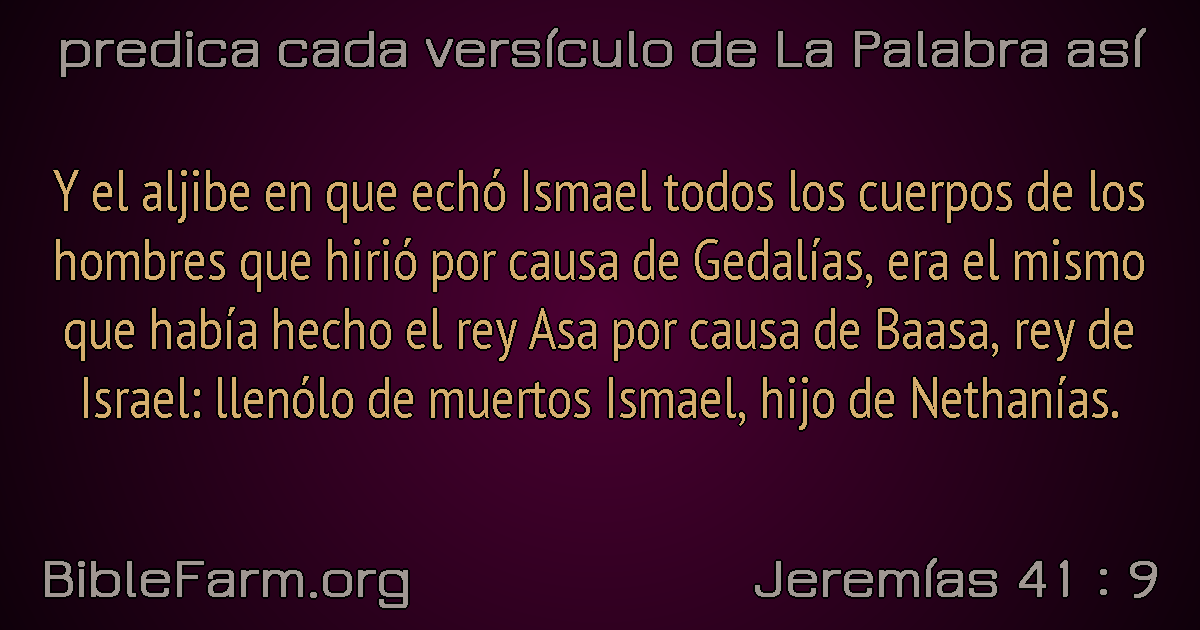 predica cada versículo de La Palabra así
Y el aljibe en que echó Ismael todos los cuerpos de los
hombres que hirió por causa de Gedalías, era el mismo
que había hecho el rey Asa por causa de Baasa, rey de
Israel: llenólo de muertos Ismael, hijo de Nethanías.
BibleFarm.org
Jeremías 41 : 9